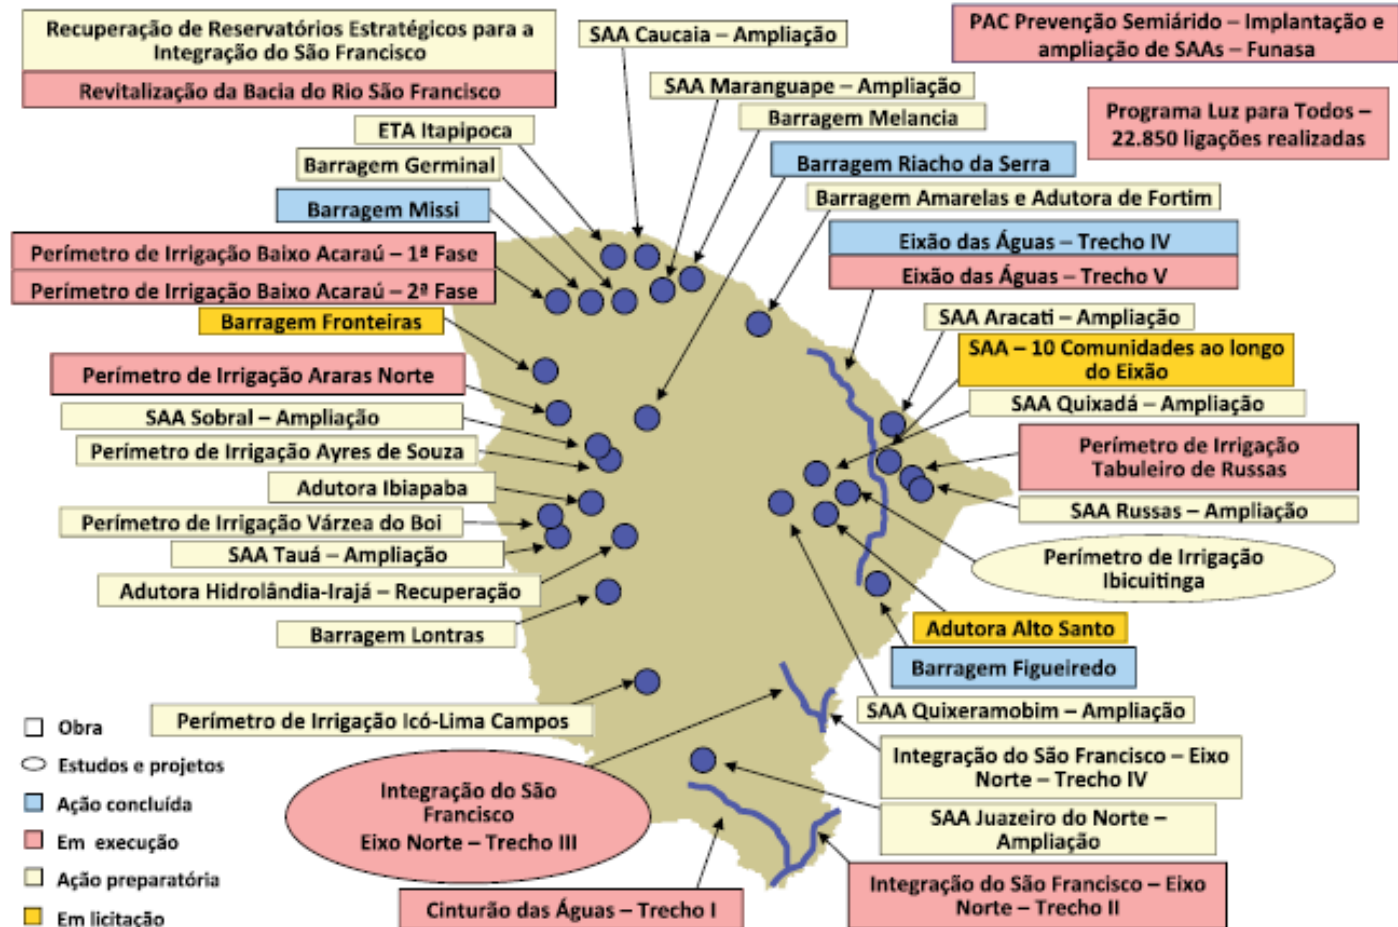 Recuperação de Reservatórios Estratégicos para a
Integração do São Francisco
Revitalização da Bacia do Rio São Francisco
SAA Caucaia – Ampliação
PAC Prevenção Semiárido – Implantação e
ampliação de SAAs – Funasa
SAA Maranguape – Ampliação
Programa Luz para Todos –
22.850 ligações realizadas
Barragem Melancia
ETA Itapipoca
Barragem Germinal
Barragem Riacho da Serra
Barragem Missi
Barragem Amarelas e Adutora de Fortim
Perímetro de Irrigação Baixo Acaraú – 1ª Fase
Perímetro de Irrigação Baixo Acaraú – 2ª Fase
Eixão das Águas – Trecho IV
Eixão das Águas – Trecho V
Barragem Fronteiras
SAA Aracati – Ampliação
SAA – 10 Comunidades ao longo
do Eixão
Perímetro de Irrigação Araras Norte
SAA Quixadá – Ampliação
SAA Sobral – Ampliação
Perímetro de Irrigação
Tabuleiro de Russas
Perímetro de Irrigação Ayres de Souza
Adutora Ibiapaba
SAA Russas – Ampliação
Perímetro de Irrigação Várzea do Boi
SAA Tauá – Ampliação
Perímetro de Irrigação
Ibicuitinga
Adutora Hidrolândia-Irajá – Recuperação
Barragem Lontras
Adutora Alto Santo
Barragem Figueiredo
Perímetro de Irrigação Icó-Lima Campos
SAA Quixeramobim – Ampliação
Integração do São Francisco – Eixo
Norte – Trecho IV
Integração do São
Francisco
Eixo Norte – Trecho III
SAA Juazeiro do Norte –
Ampliação
Cinturão das Águas – Trecho I
Integração do São Francisco – Eixo
Norte – Trecho II
Obra
Estudos e projetos
Ação concluída
Em execução
Ação preparatória
Em licitação